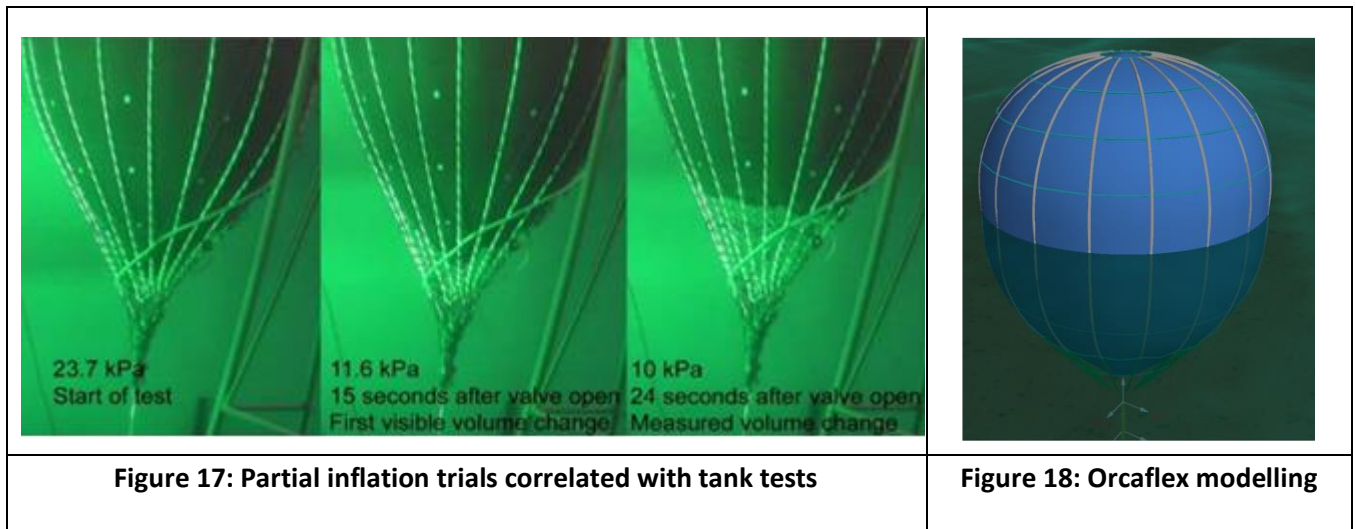 23.7 kPa
Start of test
11.6 kPa
15 seconds after valve open
First visible volume change
10 kPa
24 seconds after valve open
Measured volume change
Figure 17: Partial inflation trials correlated with tank tests
Figure 18: Orcaflex modelling